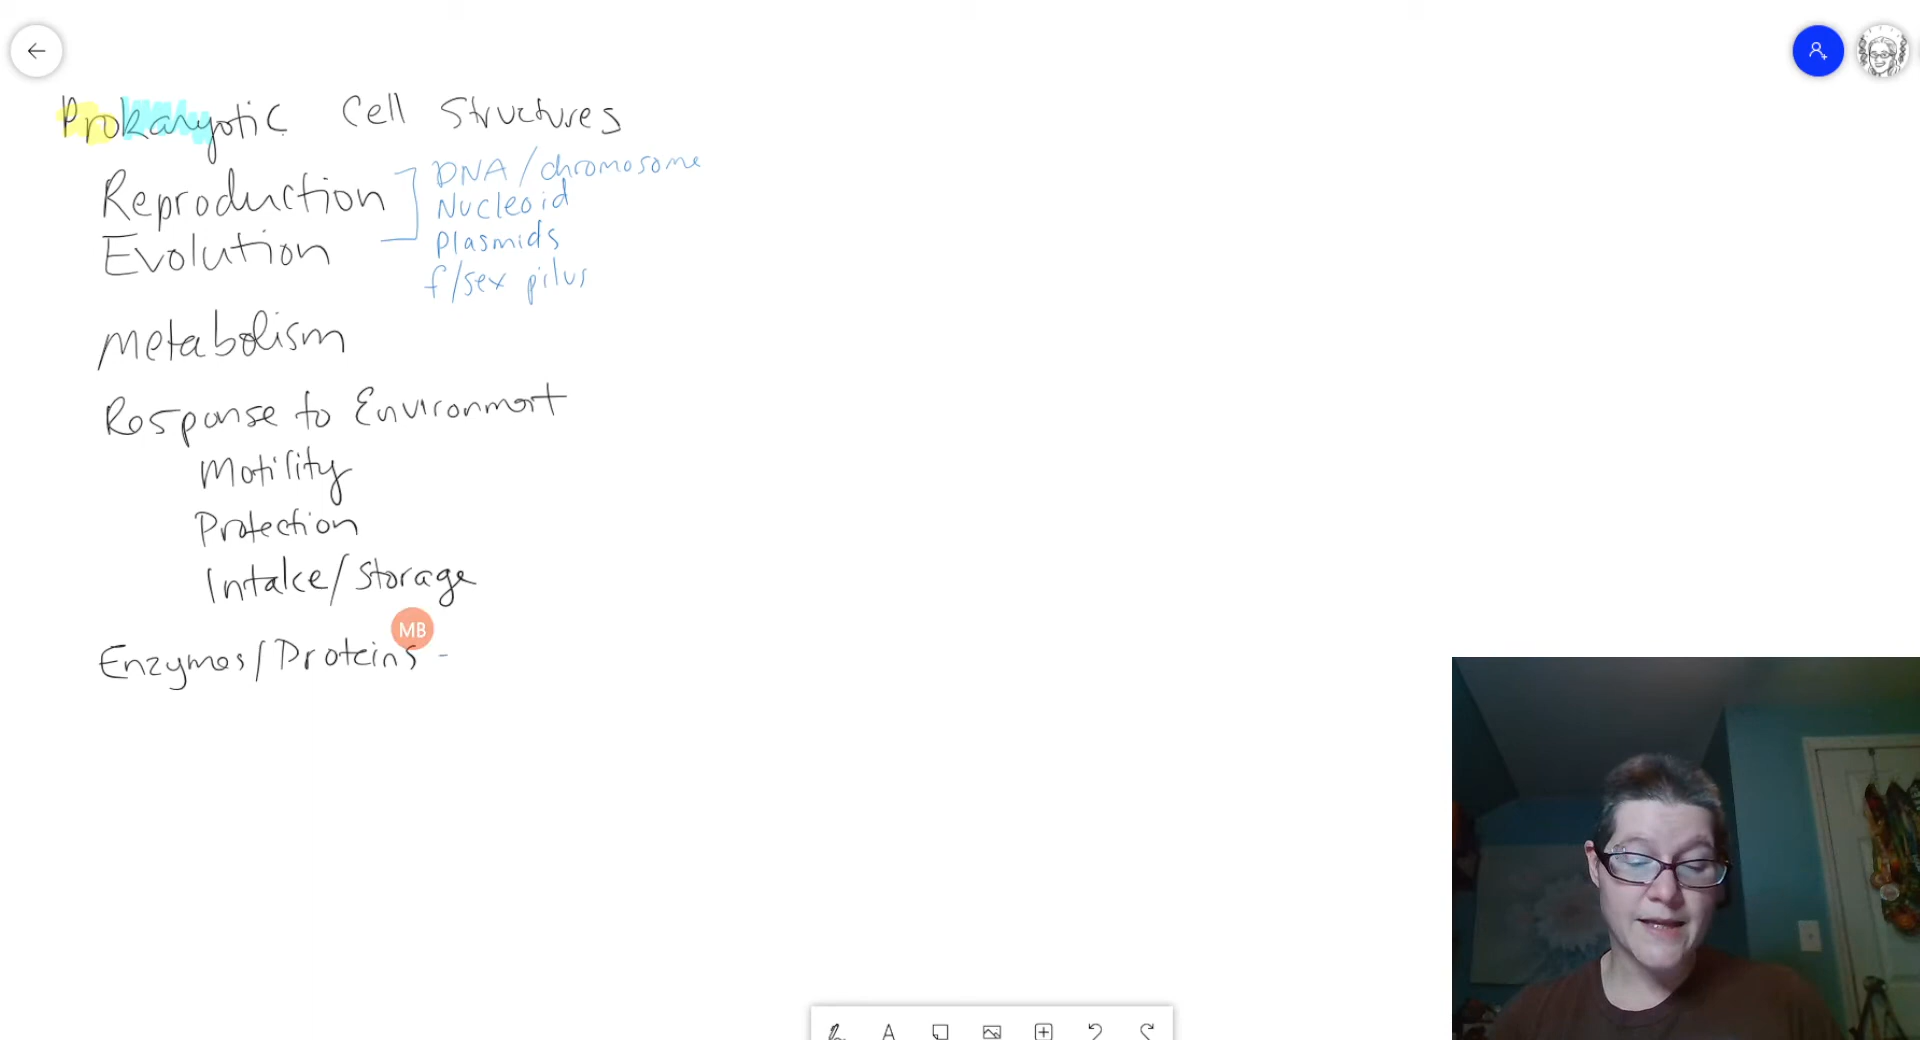 Prokaryotic Cell Structures
Reproduction
Evolution
DNA/chromosome
Nucleoid
Plasmids
f/sex pilus
Metabolism
Response to Environment
Motility
Protection
Intake/Storage
MB
Enzymes/Proteins -
A